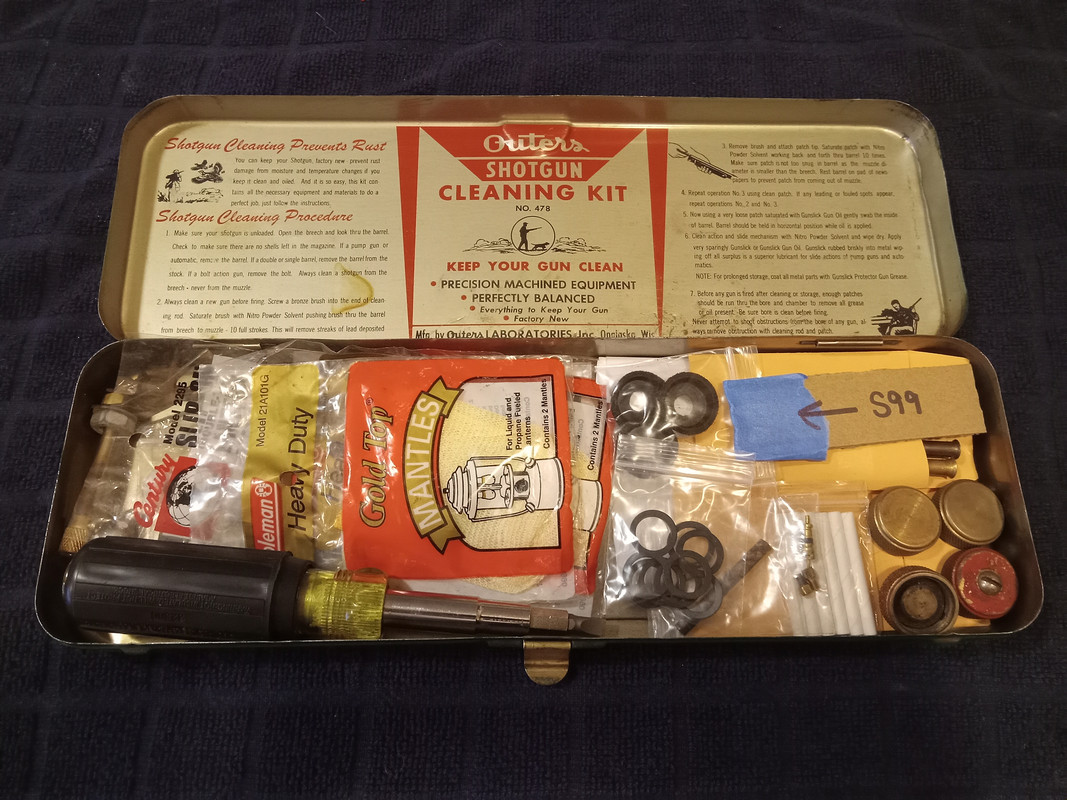 Shotgun Cleaning Prevents Rust
You can keep your Shotgun, factory new - prevent rust
damage from moisture and temperature changes if you
keep it clean and oiled. And it is so easy, this kit con-
tains all the necessary equipment and materials to do a
perfect job, just follow the instructions.
Shotgun Cleaning Procedure
1. Make sure your shotgun is unloaded. Open the breech and look thru the barrel.
Check to make sure there are no shells left in the magazine. If a pump gun or
automatic, remove the barrel. If a double or single barrel, remove the barrel from the
stock. If a bolt action gun, remove the bolt. Always clean a shotgun from the
breech - never from the muzzle.
2. Always clean a new gun before firing. Screw a bronze brush into the end of clean-
ing rod. Saturate brush with Nitro Powder Solvent pushing brush thru the barrel
from breech to muzzle - 10 full strokes. This will remove streaks of lead deposited
Outers
SHOTGUN
CLEANING KIT
NO. 478
KEEP YOUR GUN CLEAN
• PRECISION MACHINED EQUIPMENT
• PERFECTLY BALANCED
• Everything to Keep Your Gun
• Factory New
Mfg. by Outers LABORATORIES, Inc. Onalaska, Wis
3. Remove brush and attach patch tip. Saturate patch with Nitro
Powder Solvent working back and forth thru barrel 10 times.
Make sure patch is not too snug in barrel as the muzzle di-
ameter is smaller than the breech. Rest barrel on pad of news-
papers to prevent patch from coming out of muzzle.
4. Repeat operation No. 3 using clean patch. If any leading or fouled spots appear,
repeat operations No. 2 and No. 3.
5. Now using a very loose patch saturated with Gunslick Gun Oil gently swab the inside
of barrel. Barrel should be held in horizontal position while oil is applied.
6. Clean action and slide mechanism with Nitro Powder Solvent and wipe dry. Apply
very sparingly Gunslick or Gunslick Gun Oil. Gunslick rubbed briskly into metal wip-
ing off all surplus is a superior lubricant for slide actions of pump guns and auto-
matics.
NOTE: For prolonged storage, coat all metal parts with Gunslick Protector Gun Grease.
7. Before any gun is fired after cleaning or storage, enough patches
should be run thru the bore and chamber to remove all grease
or oil present. Be sure bore is clean before firing.
Never attempt to shoot obstructions from the bore of any gun, al-
ways remove obstruction with cleaning rod and patch.
Model 2205
Century
Model 21A101G
Heavy Duty
Gold Top
MANTLES
For Liquid and
Propane Fueled
Contains 2 Mantles
Contains 2 Mantles
S99